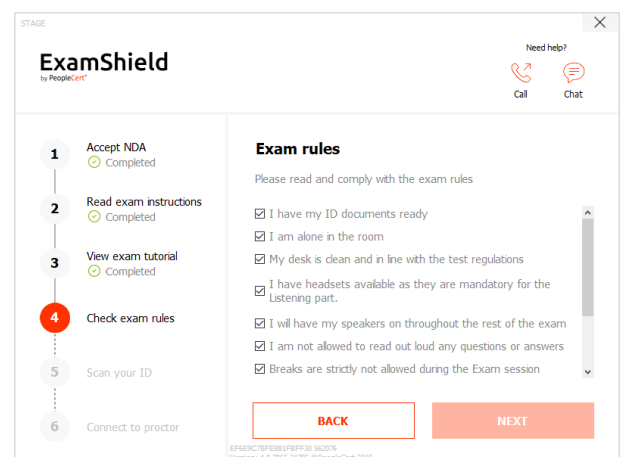 STAGE
ExamShield
by PeopleCert
Need help?
Call
Chat
1
Accept NDA
Completed
2
Read exam instructions
Completed
3
View exam tutorial
Completed
4
Check exam rules
5
Scan your ID
6
Connect to proctor
Exam rules
Please read and comply with the exam rules
I have my ID documents ready
I am alone in the room
My desk is clean and in line with the test regulations
I have headsets available as they are mandatory for the
Listening part.
I will have my speakers on throughout the rest of the exam
I am not allowed to read out loud any questions or answers
Breaks are strictly not allowed during the Exam session
BACK
NEXT